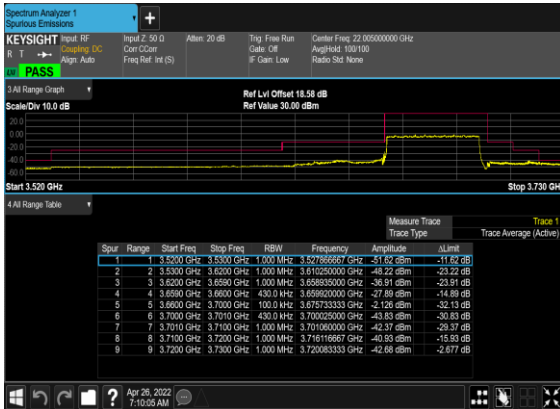 Spectrum Analyzer 1
Spurious Emissions
+
KEYSIGHT Input: RF Input Z: 50 Ω Atten: 20 dB Trig: Free Run Center Freq: 22.005000000 GHz
R T Coupling: DC Corr CCorr Gate: Off Avg|Hold: 100/100
Align: Auto Freq Ref: Int (S) IF Gain: Low Radio Std: None
PASS
3 All Range Graph
Ref Lvl Offset 18.58 dB
Scale/Div 10.0 dB Ref Value 30.00 dBm
20.0
0.00
-20.0
-40.0
-60.0
Start 3.520 GHz Stop 3.730 GH
4 All Range Table
Measure Trace Trace 1
Trace Type Trace Average (Active)
Spur Range Start Freq Stop Freq RBW Frequency Amplitude ΔLimit
1 1 3.5200 GHz 3.5300 GHz 1.000 MHz 3.527866667 GHz -51.62 dBm -11.62 dB
2 2 3.5300 GHz 3.6200 GHz 1.000 MHz 3.610250000 GHz -48.22 dBm -23.22 dB
3 3 3.6200 GHz 3.6590 GHz 1.000 MHz 3.658935000 GHz -36.91 dBm -23.91 dB
4 4 3.6590 GHz 3.6600 GHz 430.0 kHz 3.659920000 GHz -27.89 dBm -14.89 dB
5 5 3.6600 GHz 3.7000 GHz 100.0 kHz 3.675733333 GHz -2.126 dBm -32.13 dB
6 6 3.7000 GHz 3.7010 GHz 430.0 kHz 3.700025000 GHz -43.83 dBm -30.83 dB
7 7 3.7010 GHz 3.7100 GHz 1.000 MHz 3.701060000 GHz -42.37 dBm -29.37 dB
8 8 3.7100 GHz 3.7200 GHz 1.000 MHz 3.716116667 GHz -40.93 dBm -15.93 dB
9 9 3.7200 GHz 3.7300 GHz 1.000 MHz 3.720083333 GHz -42.68 dBm -2.677 dB
? Apr 26, 2022
7:10:05 AM